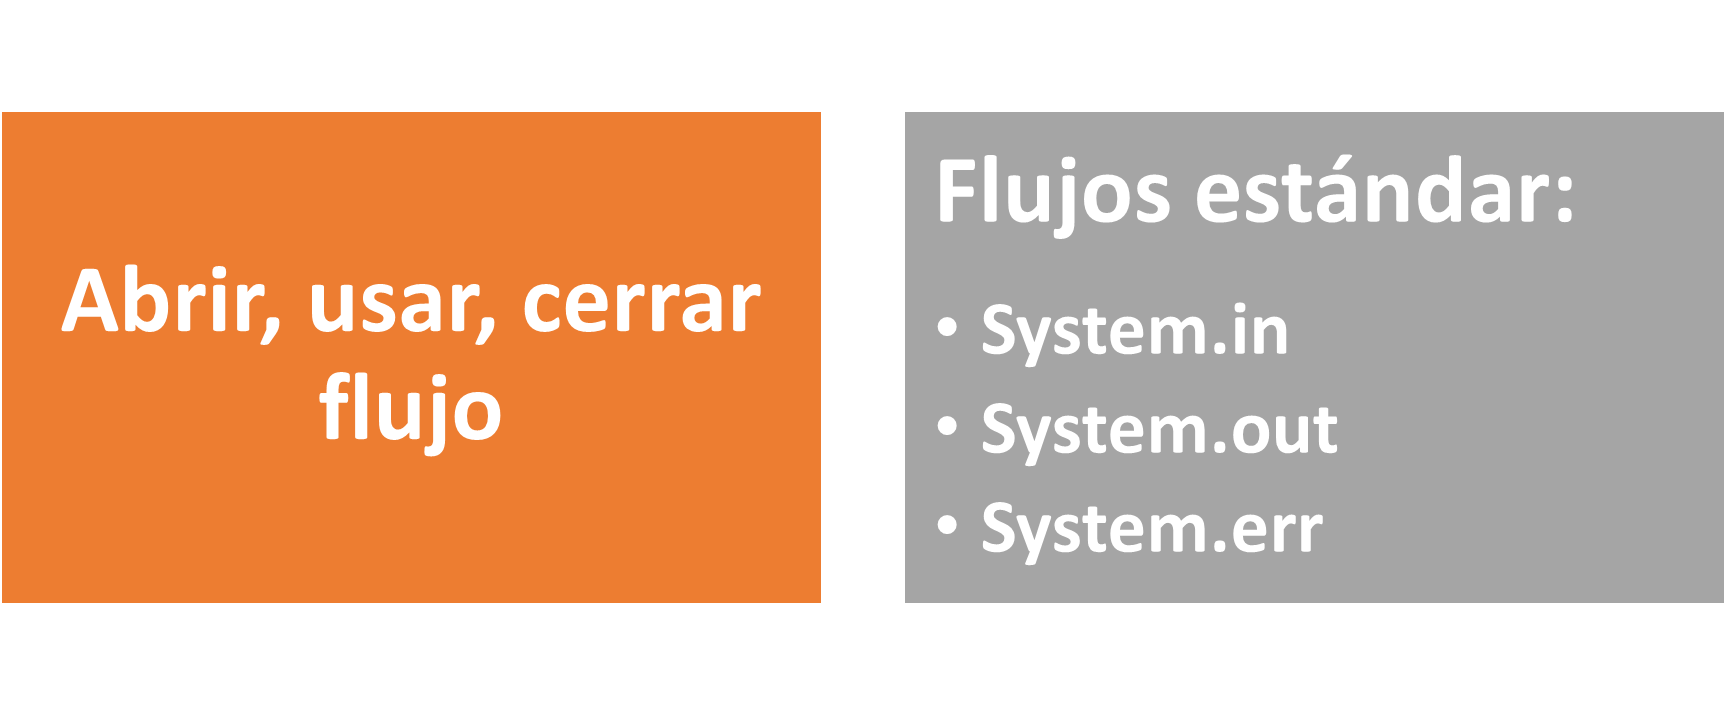 Abrir, usar, cerrar
flujo
Flujos estándar:
• System.in
• System.out
• System.err